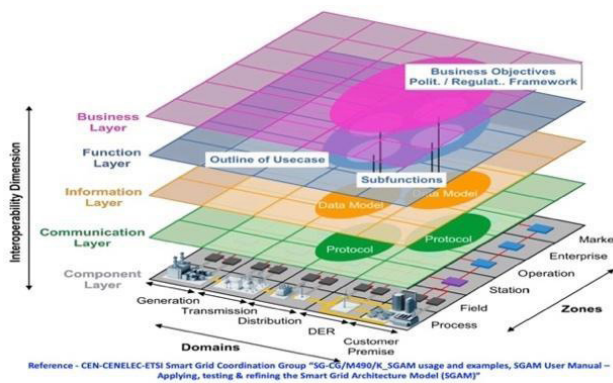 Business Objectives
Polit. / Regulat.. Framework
Business
Layer
Function
Layer
Outline of Usecase
Subfunctions
Information
Layer
Data Model
Data Model
Communication
Layer
Protocol
Protocol
Component
Layer
Interoperability Dimension
Market
Enterprise
Operation
Station
Field
Process
Zones
Generation
Transmission
Distribution
DER
Customer
Premise
Domains
Reference - CEN-CENELEC-ETSI Smart Grid Coordination Group "SG-CG/M490/K_SGAM usage and examples, SGAM User Manual -
Applying, testing & refining the Smart Grid Architecture Model (SGAM)"